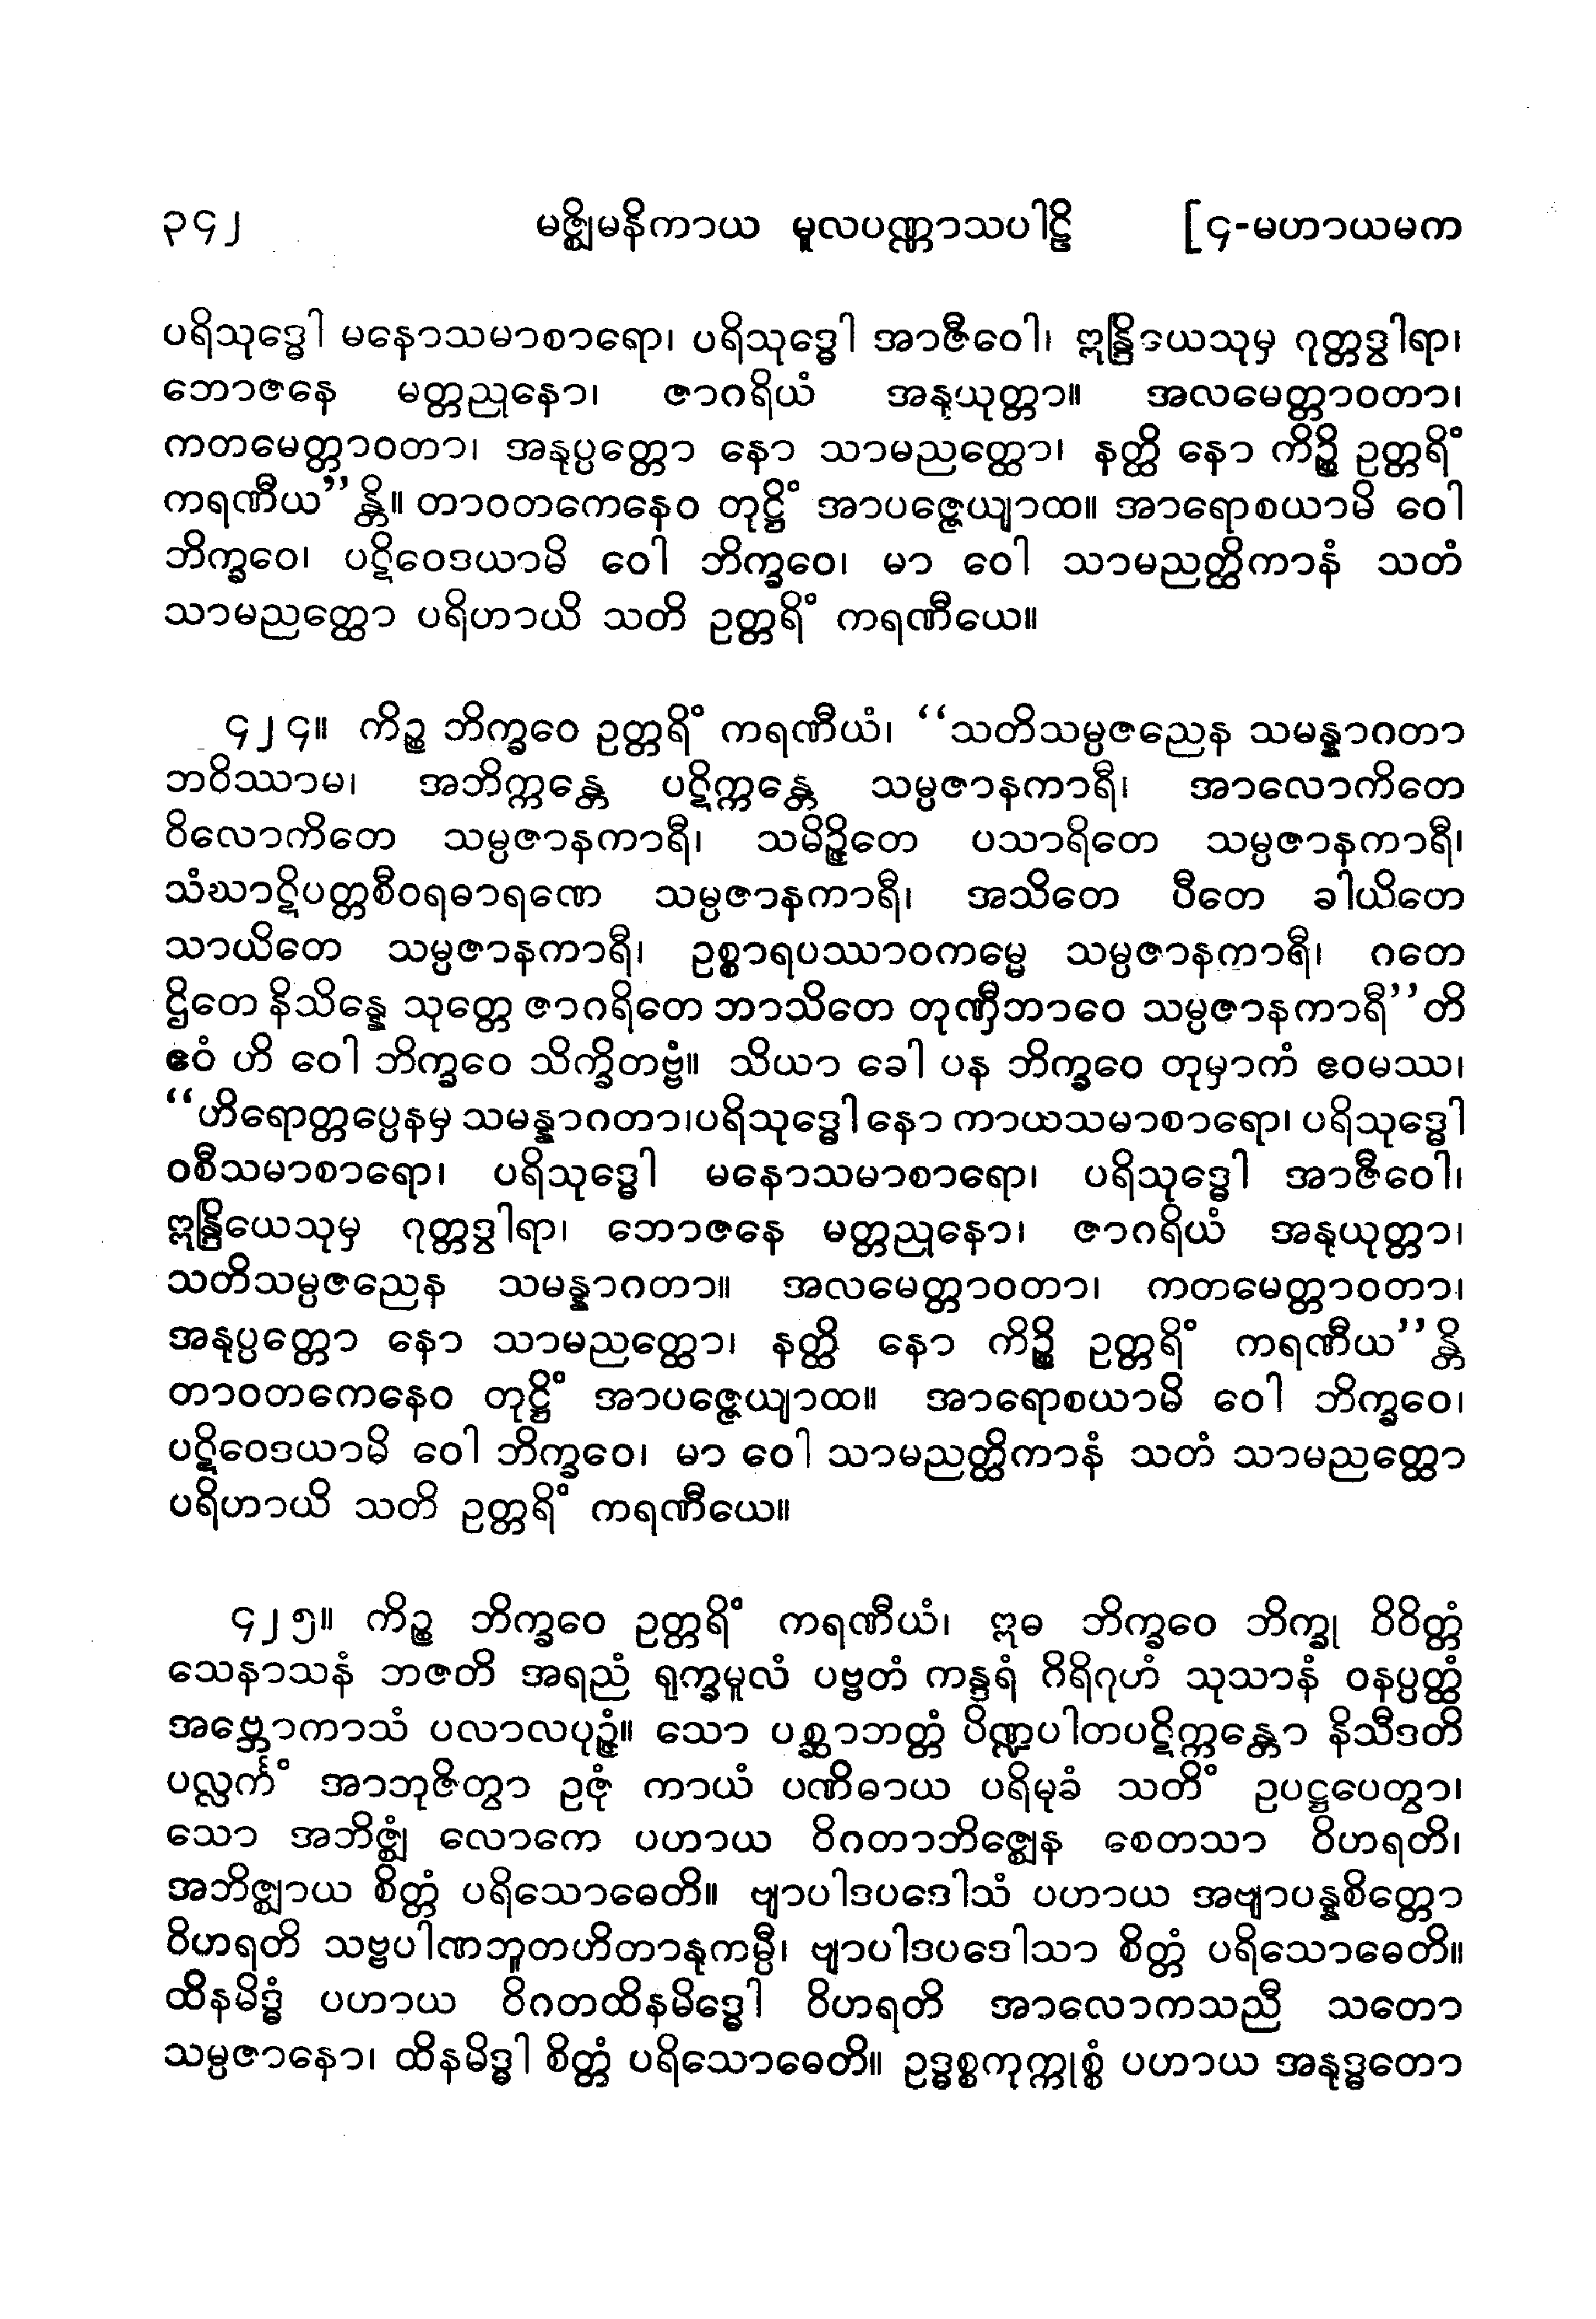 ၃၄၂ မဇ္ဈိမနိကာယ မူလပဏ္ဏာသပါဠိ [၄-မဟာယမက
ပရိသုဒ္ဓေါ မနောသမာစာရော၊ ပရိသုဒ္ဓေါ အာဇီဝေါ၊ ဣန္ဒြိယေသုမှ ဂုတ္တဒွါရာ၊
ဘောဇနေ မတ္တညုနော၊ ဇာဂရိယံ အနုယုတ္တာ။ အလမေတ္တာဝတာ၊
ကတမေတ္တာဝတာ၊ အနုပ္ပတ္တော နော သာမညတ္ထော၊ နတ္ထိ နော ကိဉ္စိ ဥတ္တရိံ
ကရဏီယ’’န္တိ။ တာဝတကေနေဝ တုဋ္ဌိံ အာပဇ္ဇေယျာထ။ အာရောစယာမိ ဝေါ
ဘိက္ခဝေ၊ ပဋိဝေဒယာမိ ဝေါ ဘိက္ခဝေ၊ မာ ဝေါ သာမညတ္ထိကာနံ သတံ
သာမညတ္ထော ပရိဟာယိ သတိ ဥတ္တရိံ ကရဏီယေ။
၄၂၄။ ကိဉ္စ ဘိက္ခဝေ ဥတ္တရိံ ကရဏီယံ၊ ‘‘သတိသမ္ပဇညေန သမန္နာဂတာ
ဘဝိဿာမ၊ အဘိက္ကန္တေ ပဋိက္ကန္တေ သမ္ပဇာနကာရီ၊ အာလောကိတေ
ဝိလောကိတေ သမ္ပဇာနကာရီ၊ သမိဉ္ဇိတေ ပသာရိတေ သမ္ပဇာနကာရီ၊
သံဃာဋိပတ္တစီဝရဓာရဏေ သမ္ပဇာနကာရီ၊ အသိတေ ပီတေ ခါယိတေ
သာယိတေ သမ္ပဇာနကာရီ၊ ဥစ္စာရပဿာဝကမ္မေ သမ္ပဇာနကာရီ၊ ဂတေ
ဌိတေ နိသိန္နေ သုတ္တေ ဇာဂရိတေ ဘာသိတေ တုဏှီဘာဝေ သမ္ပဇာနကာရီ’’တိ
ဧဝံ ဟိ ဝေါ ဘိက္ခဝေ သိက္ခိတဗ္ဗံ။ သိယာ ခေါ ပန ဘိက္ခဝေ တုမှာကံ ဧဝမဿ၊
‘‘ဟိရောတ္တပ္ပေနမှ သမန္နာဂတာ၊ပရိသုဒ္ဓေါ နော ကာယသမာစာရော၊ ပရိသုဒ္ဓေါ
ဝစီသမာစာရော၊ ပရိသုဒ္ဓေါ မနောသမာစာရော၊ ပရိသုဒ္ဓေါ အာဇီဝေါ၊
ဣန္ဒြိယေသုမှ ဂုတ္တဒွါရာ၊ ဘောဇနေ မတ္တညုနော၊ ဇာဂရိယံ အနုယုတ္တာ၊
သတိသမ္ပဇညေန သမန္နာဂတာ။ အလမေတ္တာဝတာ၊ ကတမေတ္တာဝတာ၊
အနုပ္ပတ္တော နော သာမညတ္ထော၊ နတ္ထိ နော ကိဉ္စိ ဥတ္တရိံ ကရဏီယ’’န္တိ
တာဝတကေနေဝ တုဋ္ဌိံ အာပဇ္ဇေယျာထ။ အာရောစယာမိ ဝေါ ဘိက္ခဝေ၊
ပဋိဝေဒယာမိ ဝေါ ဘိက္ခဝေ၊ မာ ဝေါ သာမညတ္ထိကာနံ သတံ သာမညတ္ထော
ပရိဟာယိ သတိ ဥတ္တရိံ ကရဏီယေ။
၄၂၅။ ကိဉ္စ ဘိက္ခဝေ ဥတ္တရိံ ကရဏီယံ၊ ဣဓ ဘိက္ခဝေ ဘိက္ခု ဝိဝိတ္တံ
သေနာသနံ ဘဇတိ အရညံ ရုက္ခမူလံ ပဗ္ဗတံ ကန္ဒရံ ဂိရိဂုဟံ သုသာနံ ဝနပ္ပတ္ထံ
အဗ္ဘောကာသံ ပလာလပုဉ္ဇံ။ သော ပစ္ဆာဘတ္တံ ပိဏ္ဍပါတပဋိက္ကန္တော နိသီဒတိ
ပလ္လင်္ကံ အာဘုဇိတွာ ဥဇုံ ကာယံ ပဏိဓာယ ပရိမုခံ သတိံ ဥပဋ္ဌပေတွာ၊
သော အဘိဇ္ဈံ လောကေ ပဟာယ ဝိဂတာဘိဇ္ဈေန စေတသာ ဝိဟရတိ၊
အဘိဇ္ဈာယ စိတ္တံ ပရိသောဓေတိ။ ဗျာပါဒပဒေါသံ ပဟာယ အဗျာပန္နစိတ္တော
ဝိဟရတိ သဗ္ဗပါဏဘူတဟိတာနုကမ္ပီ၊ ဗျာပါဒပဒေါသာ စိတ္တံ ပရိသောဓေတိ။
ထိနမိဒ္ဓံ ပဟာယ ဝိဂတထိနမိဒ္ဓေါ ဝိဟရတိ အာလောကသညီ သတော
သမ္ပဇာနော၊ ထိနမိဒ္ဓါ စိတ္တံ ပရိသောဓေတိ။ ဥဒ္ဓစ္စကုက္ကုစ္စံ ပဟာယ အနုဒ္ဓတော